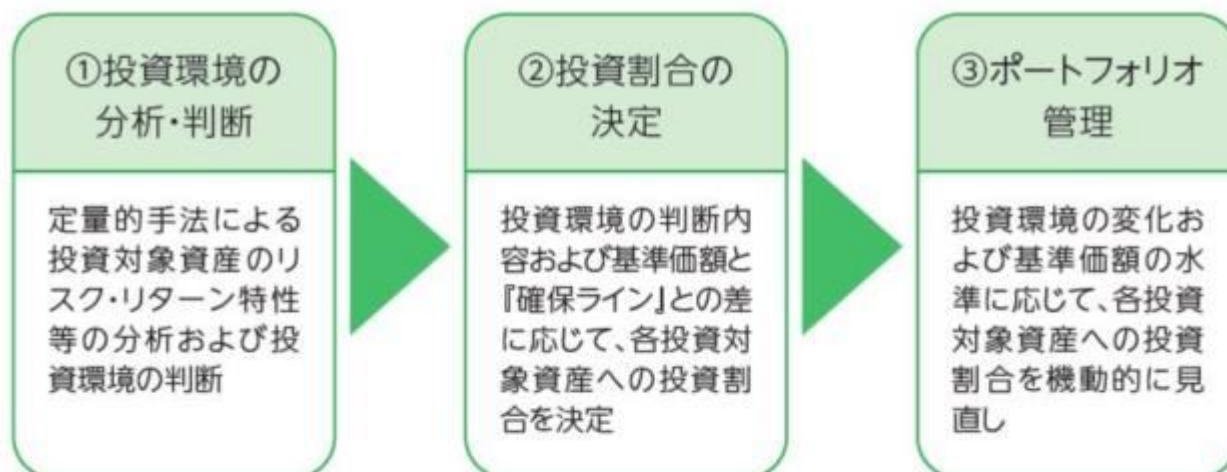 ①投資環境の
分析・判断
定量的手法による
投資対象資産のリ
スク・リターン特性
等の分析および投
資環境の判断
②投資割合の
決定
投資環境の判断内
容および基準価額と
『確保ライン』との差
に応じて、各投資対
象資産への投資割
合を決定
③ポートフォリオ
管理
投資環境の変化お
よび基準価額の水
準に応じて、各投資
対象資産への投資
割合を機動的に見
直し